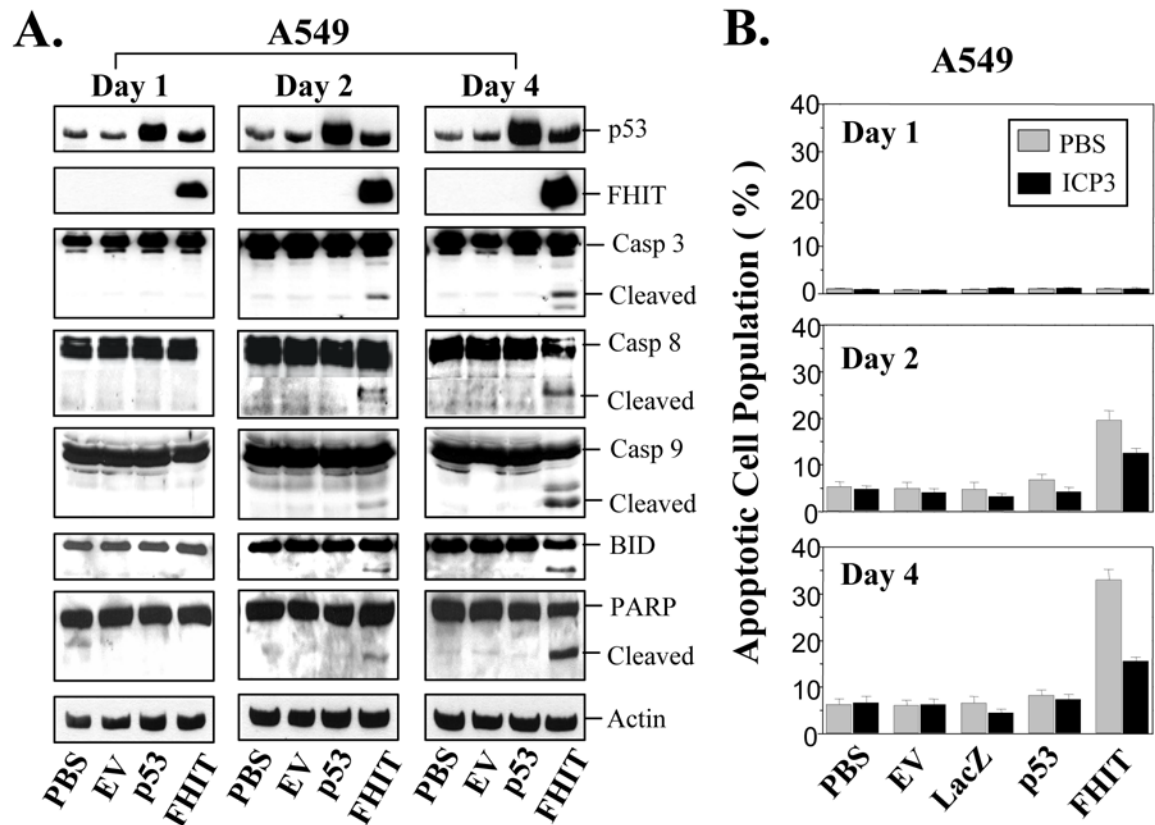 A.
A549
Day 1 Day 2 Day 4
p53
FHIT
Casp 3
Cleaved
Casp 8
Cleaved
Casp 9
Cleaved
BID
PARP
Cleaved
Actin
PBS EV p53 FHIT PBS EV p53 FHIT PBS EV p53 FHIT
B.
A549
Apoptotic Cell Population ( % )
40
30
20
10
0
Day 1
PBS
ICP3
40
30
20
10
0
Day 2
40
30
20
10
0
Day 4
PBS EV LacZ p53 FHIT